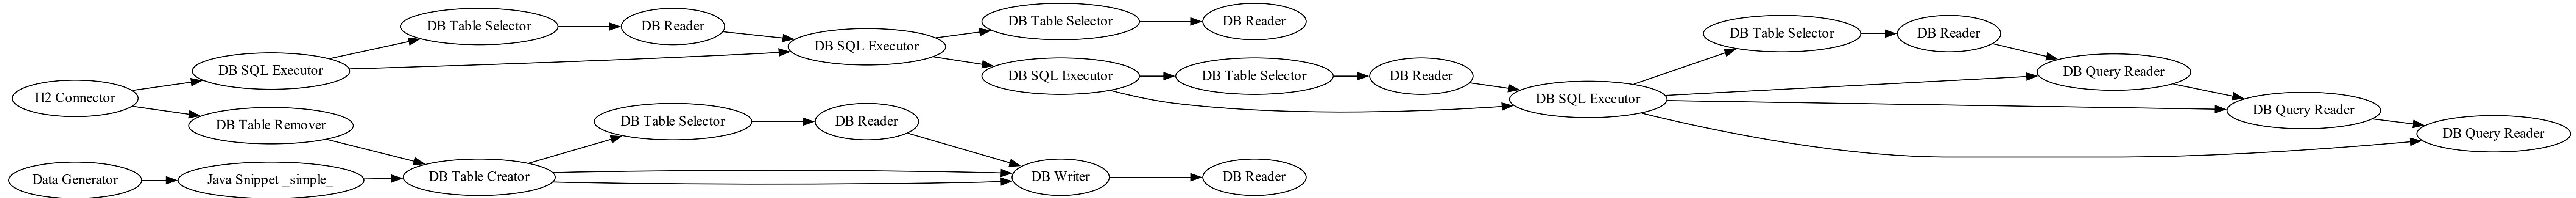 DB Table Selector
DB Reader
DB SQL Executor
DB Table Selector
DB Reader
DB SQL Executor
H2 Connector
DB Table Remover
DB SQL Executor
DB Table Selector
DB Reader
DB SQL Executor
DB Table Selector
DB Reader
DB Query Reader
DB Query Reader
DB Query Reader
DB Table Selector
DB Reader
Data Generator
Java Snippet _simple_
DB Table Creator
DB Writer
DB Reader